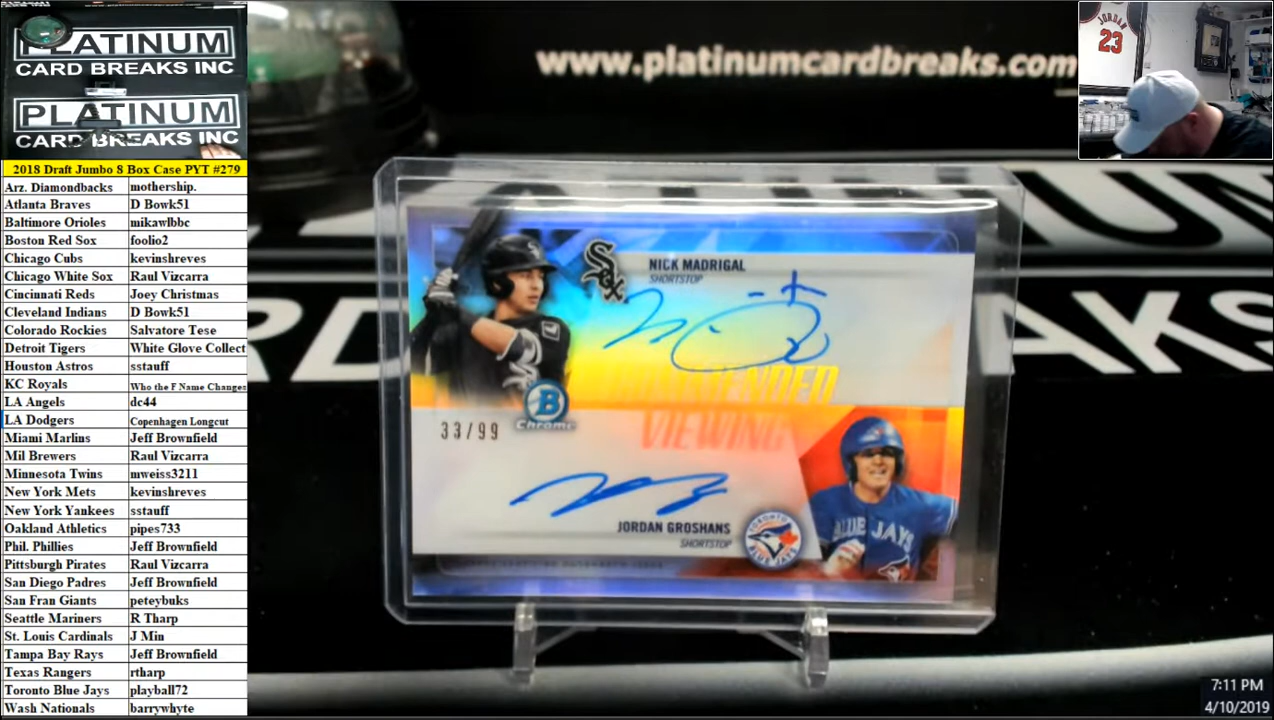 PLATINUM
CARD BREAKS INC
PLATINUM
CARD BREAKS INC
2018 Draft Jumbo 8 Box Case PYT #279
Arz. Diamondbacks mothership.
Atlanta Braves D Bowk51
Baltimore Orioles mikawlbbc
Boston Red Sox foolio2
Chicago Cubs kevinshreves
Chicago White Sox Raul Vizcarra
Cincinnati Reds Joey Christmas
Cleveland Indians D Bowk51
Colorado Rockies Salvatore Tese
Detroit Tigers White Glove Collect
Houston Astros sstauff
KC Royals Who the F Name Changes
LA Angels dc44
LA Dodgers Copenhagen Longcut
Miami Marlins Jeff Brownfield
Mil Brewers Raul Vizcarra
Minnesota Twins mweiss3211
New York Mets kevinshreves
New York Yankees sstauff
Oakland Athletics pipes733
Phil. Phillies Jeff Brownfield
Pittsburgh Pirates Raul Vizcarra
San Diego Padres Jeff Brownfield
San Fran Giants peteybuks
Seattle Mariners R Tharp
St. Louis Cardinals J Min
Tampa Bay Rays Jeff Brownfield
Texas Rangers rtharp
Toronto Blue Jays playball72
Wash Nationals barrywhyte
www.platinumcardbreaks.com
Sox
NICK MADRIGAL
SHORTSTOP
B
Chrome
33/99
VIEWING
JORDAN GROSHANS
SHORTSTOP
TORONTO
BLUE JAYS
BLUE JAYS
JORDAN
23
7:11 PM
4/10/2019